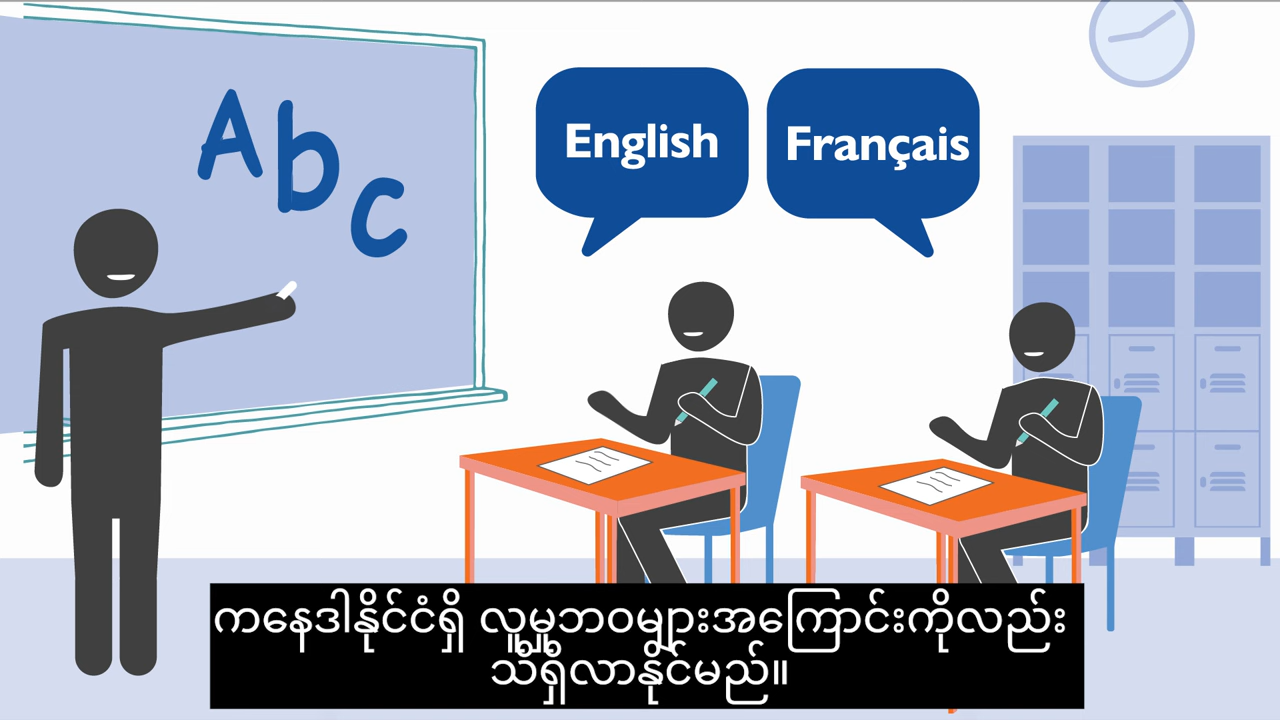 Abc
English
Français
ကနေဒါနိုင်ငံရှိ လူမှုဘဝများအကြောင်းကိုလည်း
သိရှိလာနိုင်မည်။